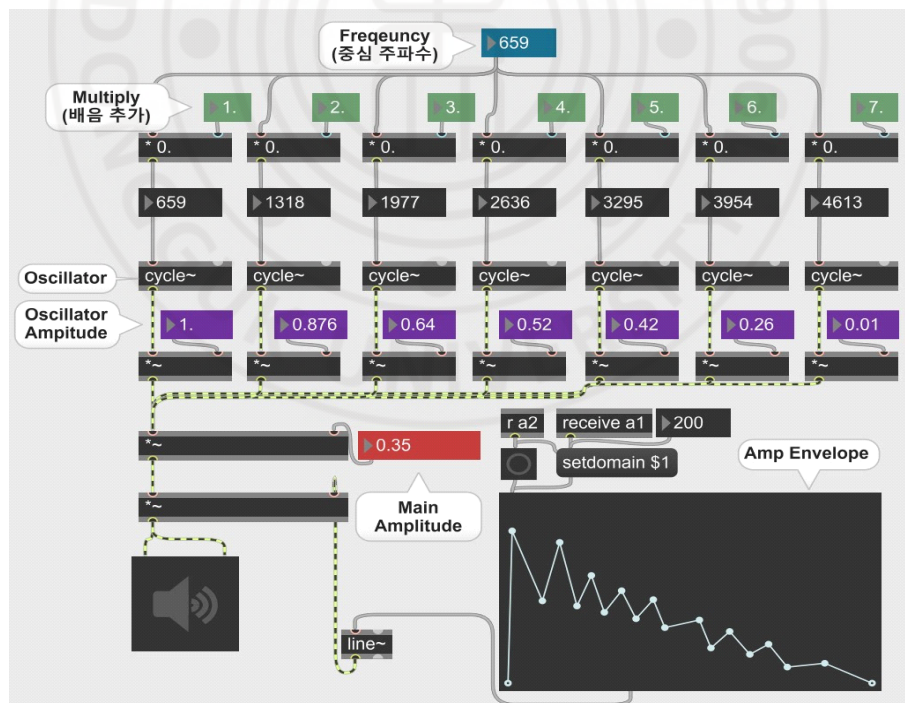 Freqeuncy
(중심 주파수)
659
Multiply
(배음 추가)
1.
2.
3.
4.
5.
6.
7.
* 0.
* 0.
* 0.
* 0.
* 0.
* 0.
* 0.
659
1318
1977
2636
3295
3954
4613
Oscillator
cycle~
cycle~
cycle~
cycle~
cycle~
cycle~
cycle~
Oscillator
Ampitude
1.
0.876
0.64
0.52
0.42
0.26
0.01
*~
*~
*~
*~
*~
*~
*~
r a2
receive a1
200
*~
0.35
setdomain $1
Amp Envelope
*~
Main
Amplitude
line~
UNIVERSITY